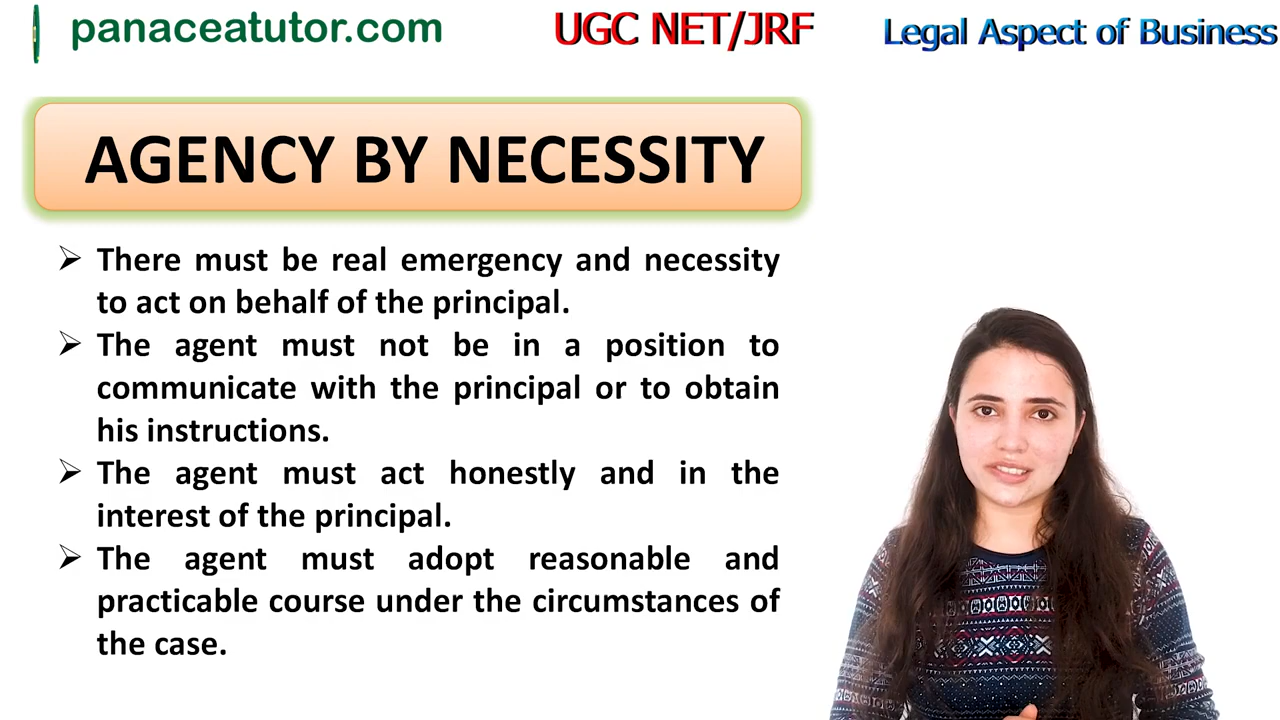 panaceatutor.com
UGC NET/JRF
Legal Aspect of Business
AGENCY BY NECESSITY
➢ There must be real emergency and necessity
to act on behalf of the principal.
➢ The agent must not be in a position to
communicate with the principal or to obtain
his instructions.
➢ The agent must act honestly and in the
interest of the principal.
➢ The agent must adopt reasonable and
practicable course under the circumstances of
the case.